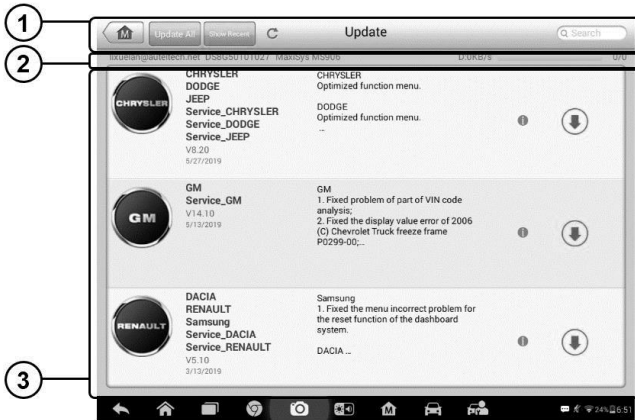 1
Update All
Show Recent
Update
Search
2
lixuelan@auteltech.net DS8G50101027 MaxiSys MS906
D:0KB/s
0/0
CHRYSLER
CHRYSLER
DODGE
JEEP
Service_CHRYSLER
Service_DODGE
Service_JEEP
V8.20
5/27/2019
CHRYSLER
Optimized function menu.
DODGE
Optimized function menu.
...
GM
GM
Service_GM
V14.10
5/13/2019
GM
1. Fixed problem of part of VIN code
analysis;
2. Fixed the display value error of 2006
(C) Chevrolet Truck freeze frame
P0299-00;...
RENAULT
DACIA
RENAULT
Samsung
Service_DACIA
Service_RENAULT
V5.10
3/13/2019
Samsung
1. Fixed the menu incorrect problem for
the reset function of the dashboard
system.
DACIA ...
3
24% 6:51